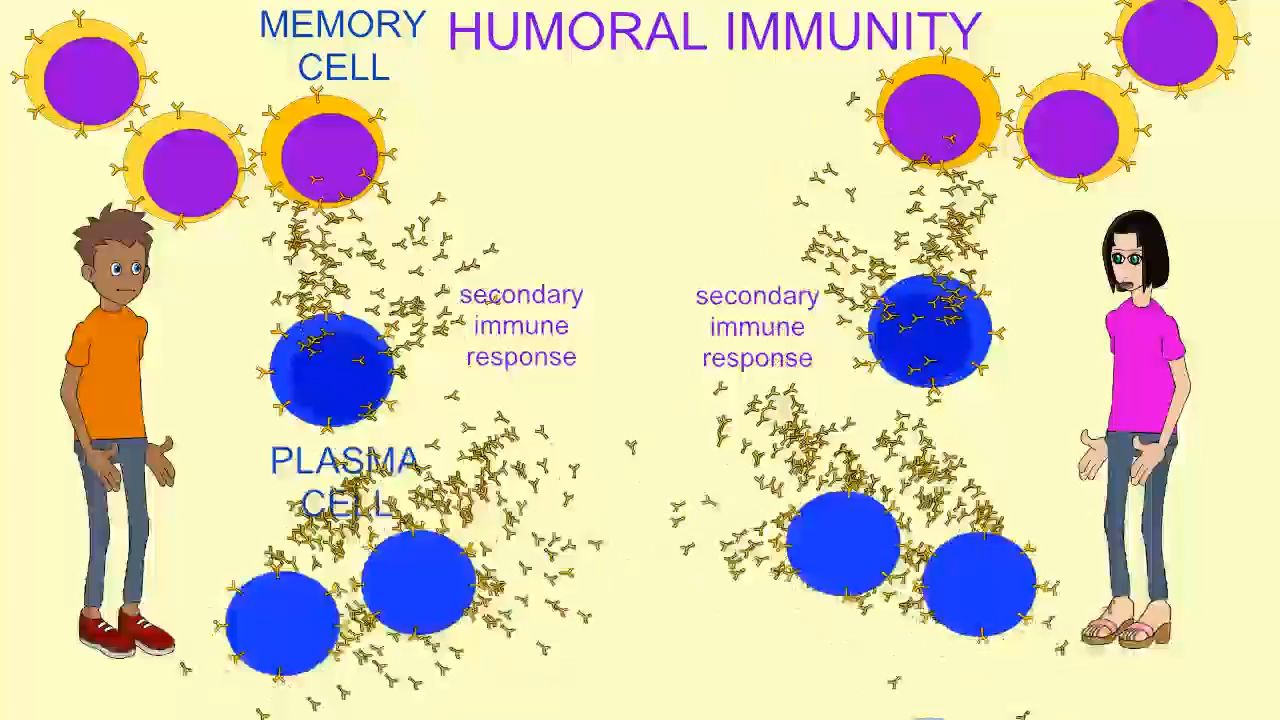 MEMORY
CELL
HUMORAL IMMUNITY
secondary
immune
response
secondary
immune
response
PLASMA
CELL